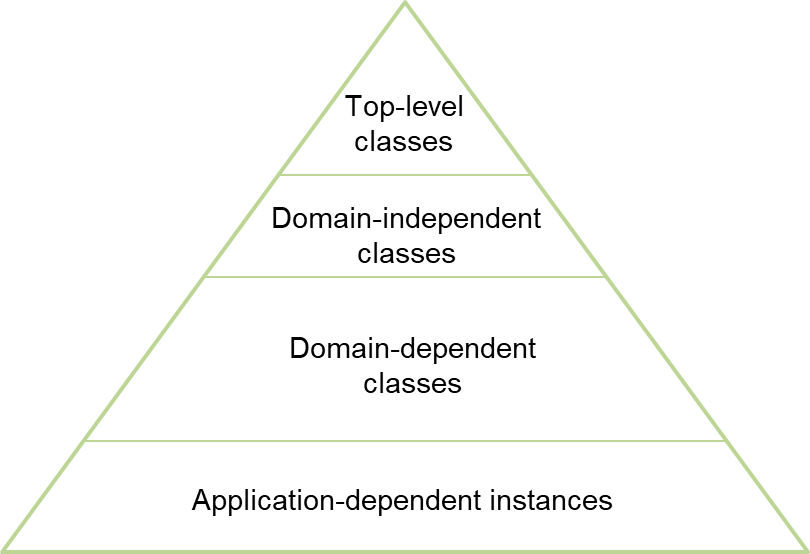 Top-level
classes
Domain-independent
classes
Domain-dependent
classes
Application-dependent instances